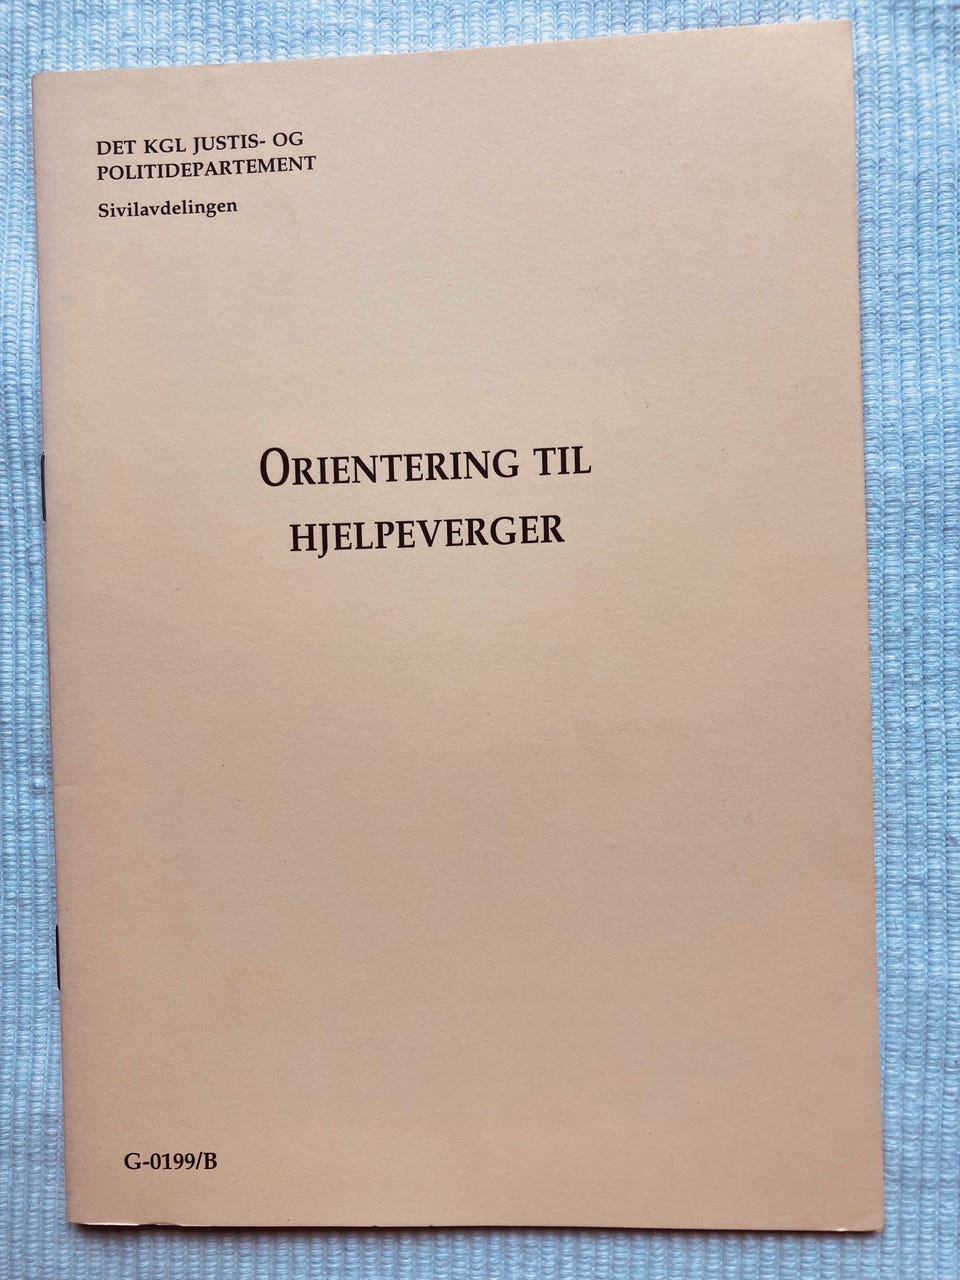 DET KGL JUSTIS- OG
POLITIDEPARTEMENT
Sivilavdelingen
ORIENTERING TIL
HJELPEVERGER
G-0199/B